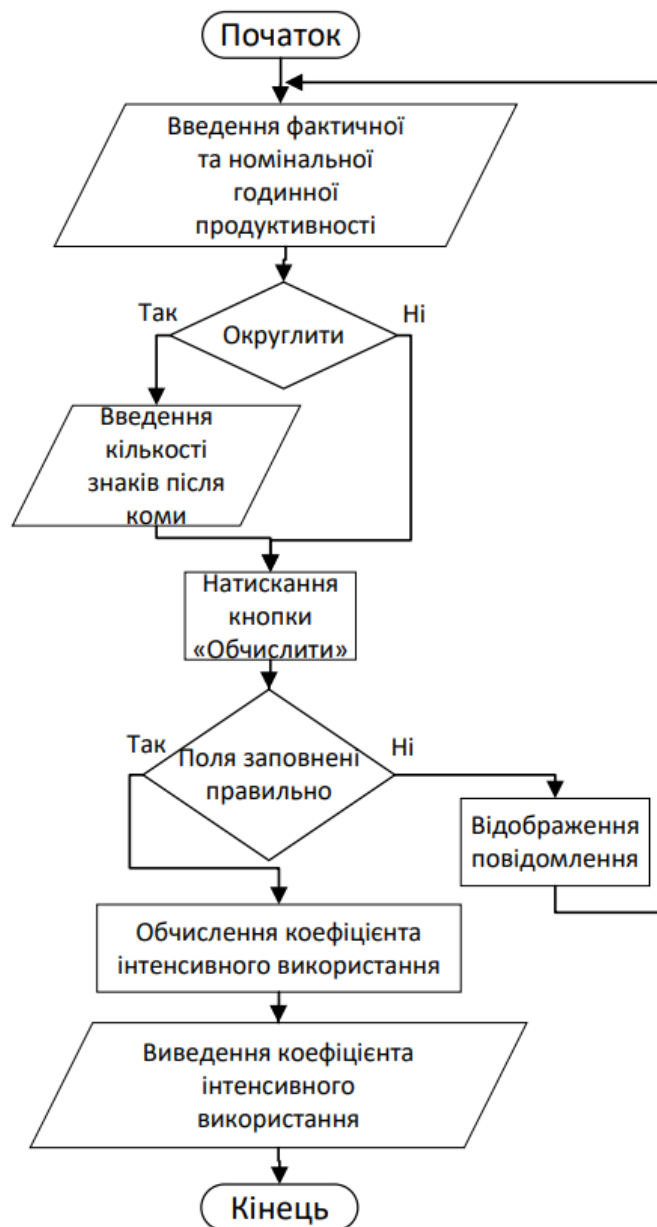 Початок
Введення фактичної
та номінальної
годинної
продуктивності
Так
Ні
Округлити
Введення
кількості
знаків після
коми
Натискання
кнопки
«Обчислити»
Так
Ні
Поля заповнені
правильно
Відображення
повідомлення
Обчислення коефіцієнта
інтенсивного використання
Виведення коефіцієнта
інтенсивного
використання
Кінець